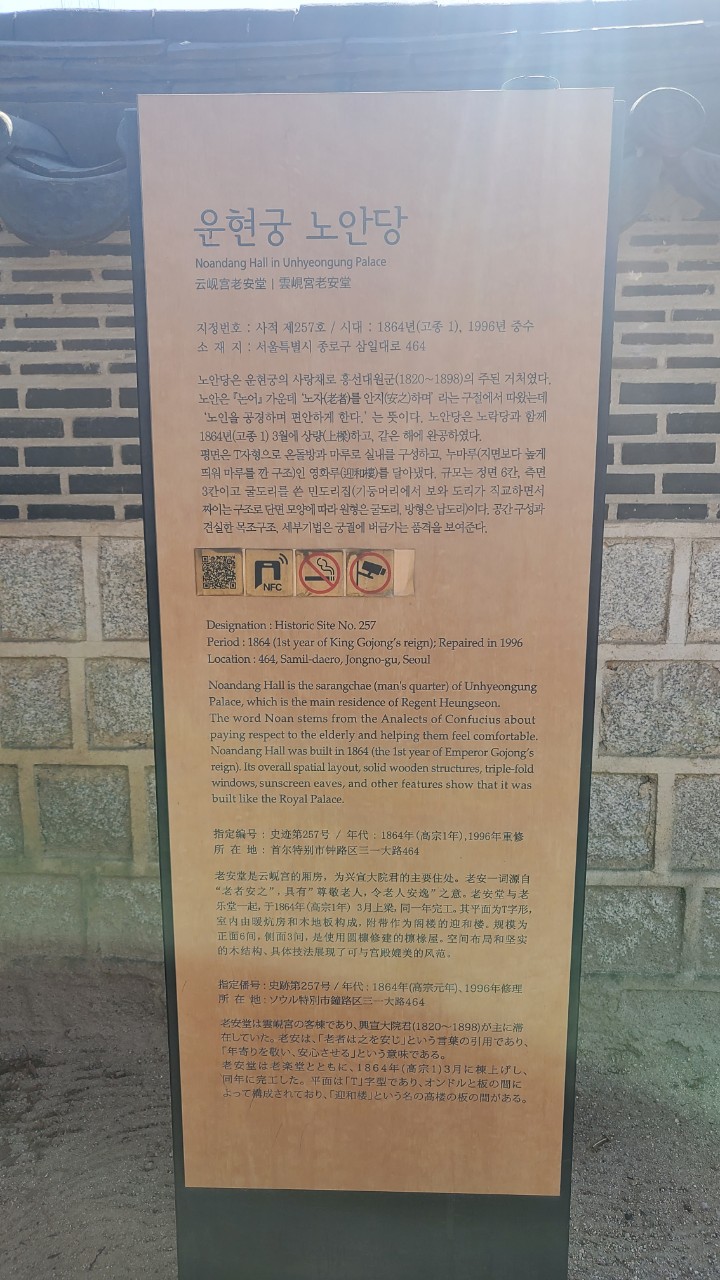 운현궁 노안당
Noandang Hall in Unhyeongung Palace
云岘宫老安堂 | 雲峴宮老安堂
지정번호 : 사적 제257호 / 시대 : 1864년(고종 1), 1996년 중수
소 재 지 : 서울특별시 종로구 삼일대로 464
노안당은 운현궁의 사랑채로 흥선대원군(1820~1898)의 주된 거처였다.
노안은 『논어』 가운데 '노자(老者)를 안지(安之)하며' 라는 구절에서 따왔는데
'노인을 공경하며 편안하게 한다.' 는 뜻이다. 노안당은 노락당과 함께
1864년(고종 1) 3월에 상량(上樑)하고, 같은 해에 완공하였다.
평면은 T자형으로 온돌방과 마루로 실내를 구성하고, 누마루(지면보다 높게
띄워 마루를 깐 구조)인 영화루(迎和樓)를 달아냈다. 규모는 정면 6칸, 측면
3칸이고 굴도리를 쓴 민도리집(기둥머리에서 보와 도리가 직교하면서
짜이는 구조로 단면 모양에 따라 원형은 굴도리, 방형은 납도리)이다. 공간 구성과
견실한 목조구조, 세부기법은 궁궐에 버금가는 품격을 보여준다.
NFC
Designation : Historic Site No. 257
Period : 1864 (1st year of King Gojong's reign); Repaired in 1996
Location : 464, Samil-daero, Jongno-gu, Seoul
Noandang Hall is the sarangchae (man's quarter) of Unhyeongung
Palace, which is the main residence of Regent Heungseon.
The word Noan stems from the Analects of Confucius about
paying respect to the elderly and helping them feel comfortable.
Noandang Hall was built in 1864 (the 1st year of Emperor Gojong's
reign). Its overall spatial layout, solid wooden structures, triple-fold
windows, sunscreen eaves, and other features show that it was
built like the Royal Palace.
指定编号 : 史迹第257号 / 年代 : 1864年(高宗1年),1996年重修
所 在 地 : 首尔特别市钟路区三一大路464
老安堂是云岘宫的厢房，为兴宣大院君的主要住处。老安一词源自
“老者安之”，具有“尊敬老人，令老人安逸”之意。老安堂与老
乐堂一起，于1864年(高宗1年) 3月上梁，同一年完工。其平面为T字形，
室内由暖炕房和木地板构成，附带作为阁楼的迎和楼。规模为
正面6间，侧面3间，是使用圆檩修建的檩椽屋。空间布局和坚实
的木结构、具体技法展现了可与宫殿媲美的风范。
指定番号 : 史跡第257号 / 年代 : 1864年(高宗元年)、1996年修理
所 在 地 : ソウル特別市鐘路区三一大路464
老安堂は雲峴宮の客棟であり、興宣大院君(1820~1898)が主に滞
在していた。老安は、「老者は之を安じ」という言葉の引用であり、
「年寄りを敬い、安心させる」という意味である。
老安堂は老楽堂とともに、1864年(高宗1)3月に棟上げし、
同年に完工した。平面は「T」字型であり、オンドルと板の間に
よって構成されており、「迎和楼」という名の高楼の板の間がある。